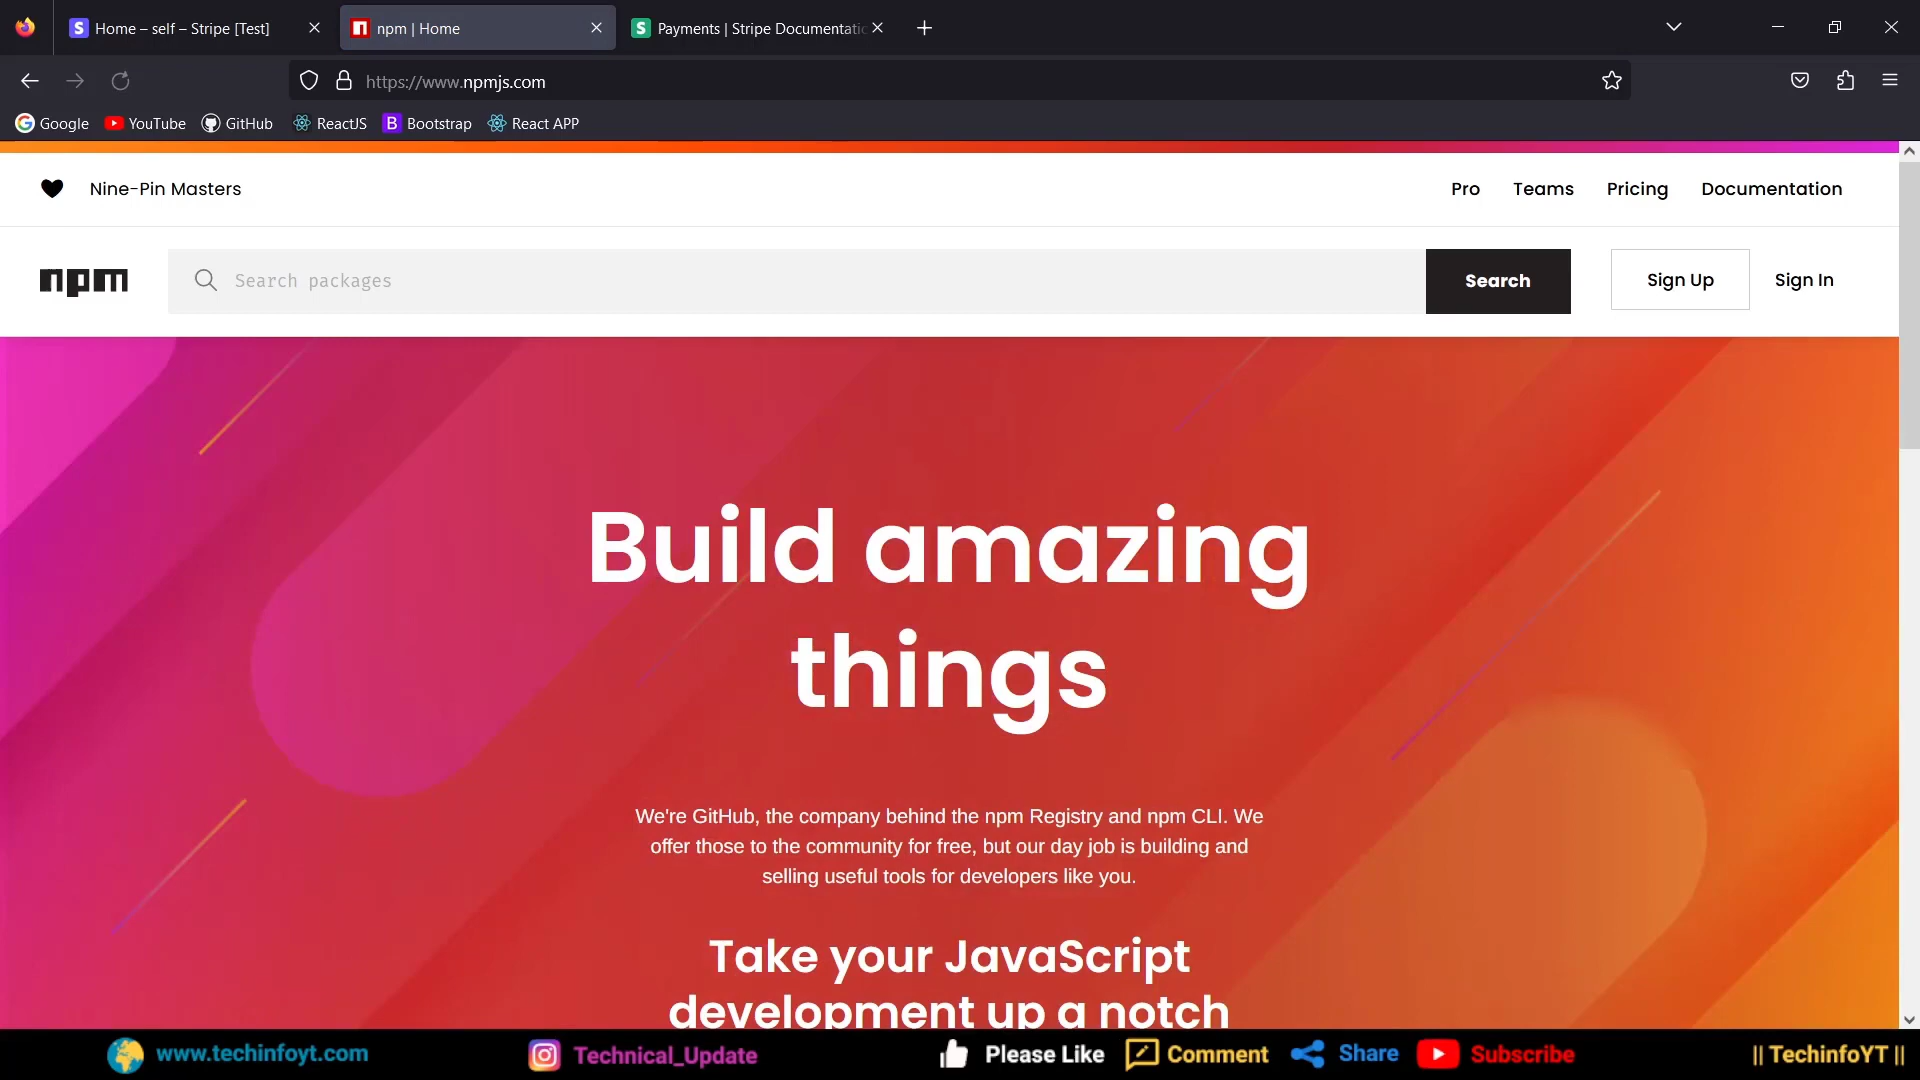 Home – self – Stripe [Test]
npm | Home
Payments | Stripe Documentatic
https://www.npmjs.com
Google
YouTube
GitHub
ReactJS
Bootstrap
React APP
Nine-Pin Masters
Pro
Teams
Pricing
Documentation
npm
Search packages
Search
Sign Up
Sign In
Build amazing
things
We're GitHub, the company behind the npm Registry and npm CLI. We
offer those to the community for free, but our day job is building and
selling useful tools for developers like you.
Take your JavaScript
development up a notch
www.techinfoyt.com
Technical_Update
Please Like
Comment
Share
Subscribe
|| TechinfoYT ||